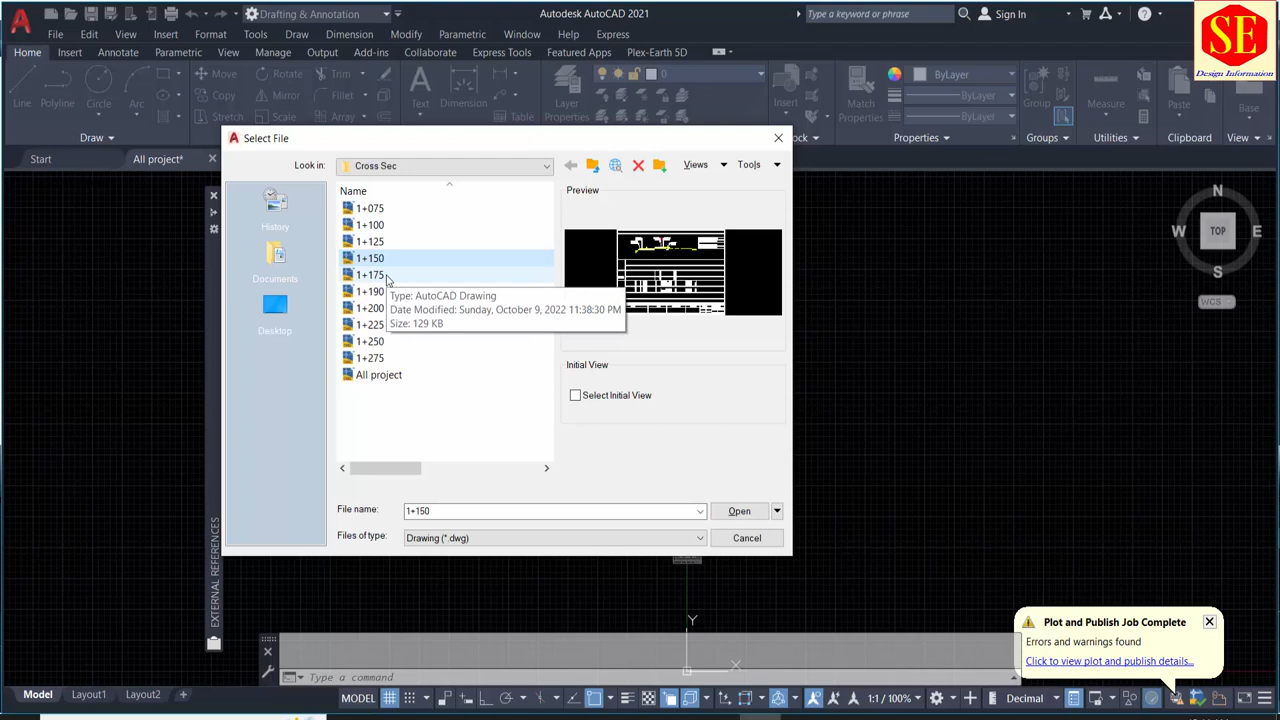 Drafting & Annotation
Autodesk AutoCAD 2021
Type a keyword or phrase
Sign In
SE
Design Information
File Edit View Insert Format Tools Draw Dimension Modify Parametric Window Help Express
Home Insert Annotate Parametric View Manage Output Add-ins Collaborate Express Tools Featured Apps Plex-Earth 5D
Line Polyline Circle Arc
Move Rotate Trim
Copy Mirror Fillet
Stretch Scale Array
Text Dimension
Table
Layer
Properties
0
Insert
Match
Properties
ByLayer
ByLayer
ByLayer
Group
Measure
Paste
Base
Draw
Properties
Groups
Utilities
Clipboard
View
Start
All project*
Select File
Look in:
Cross Sec
Views
Tools
Name
Preview
1+075
1+100
1+125
1+150
1+175
1+190
1+200
1+225
1+250
1+275
All project
History
Documents
Desktop
Type: AutoCAD Drawing
Date Modified: Sunday, October 9, 2022 11:38:30 PM
Size: 129 KB
Initial View
Select Initial View
File name:
1+150
Open
Files of type:
Drawing (*.dwg)
Cancel
N
W
TOP
E
S
WCS
EXTERNAL REFERENCES
Y
X
Plot and Publish Job Complete
Errors and warnings found
Click to view plot and publish details...
Type a command
Model Layout1 Layout2
MODEL
1:1 / 100%
Decimal